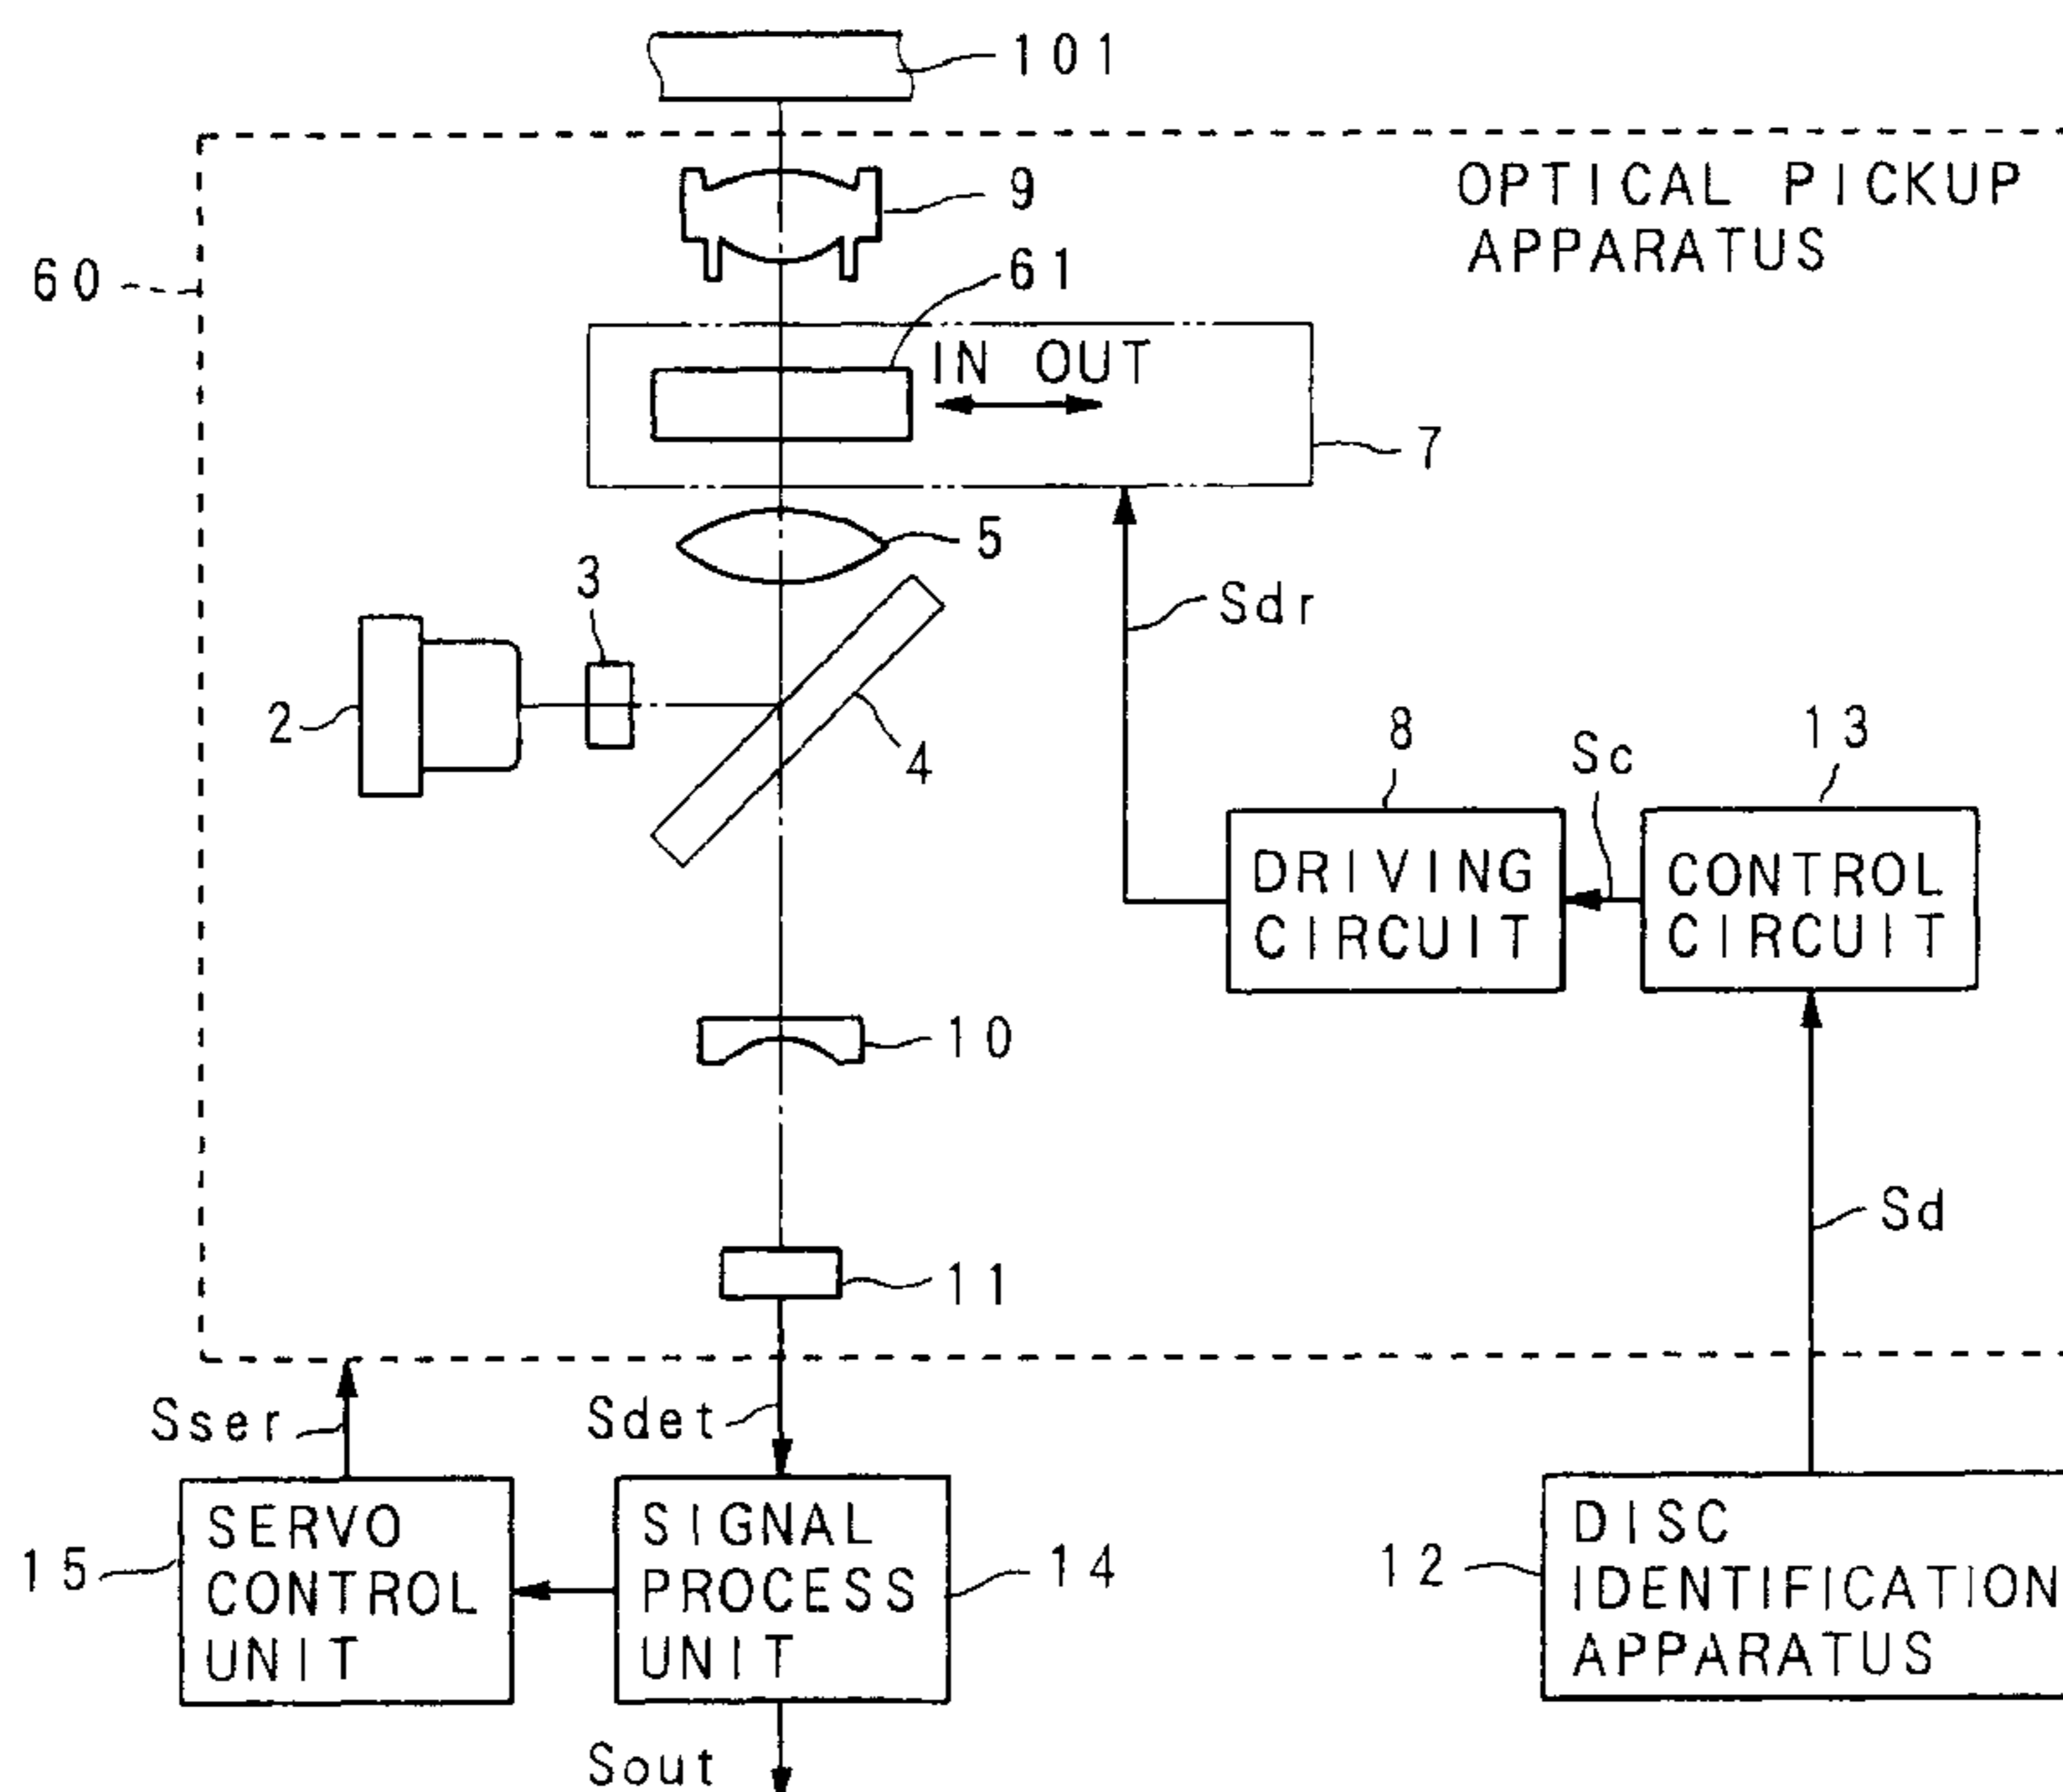 101
9
OPTICAL PICKUP
APPARATUS
60
61
IN OUT
7
5
3
Sdr
2
4
8
Sc
13
DRIVING
CIRCUIT
CONTROL
CIRCUIT
10
Sd
11
Sser
Sdet
15
SERVO
CONTROL
UNIT
SIGNAL
PROCESS
UNIT
14
12
DISC
IDENTIFICATION
APPARATUS
Sout